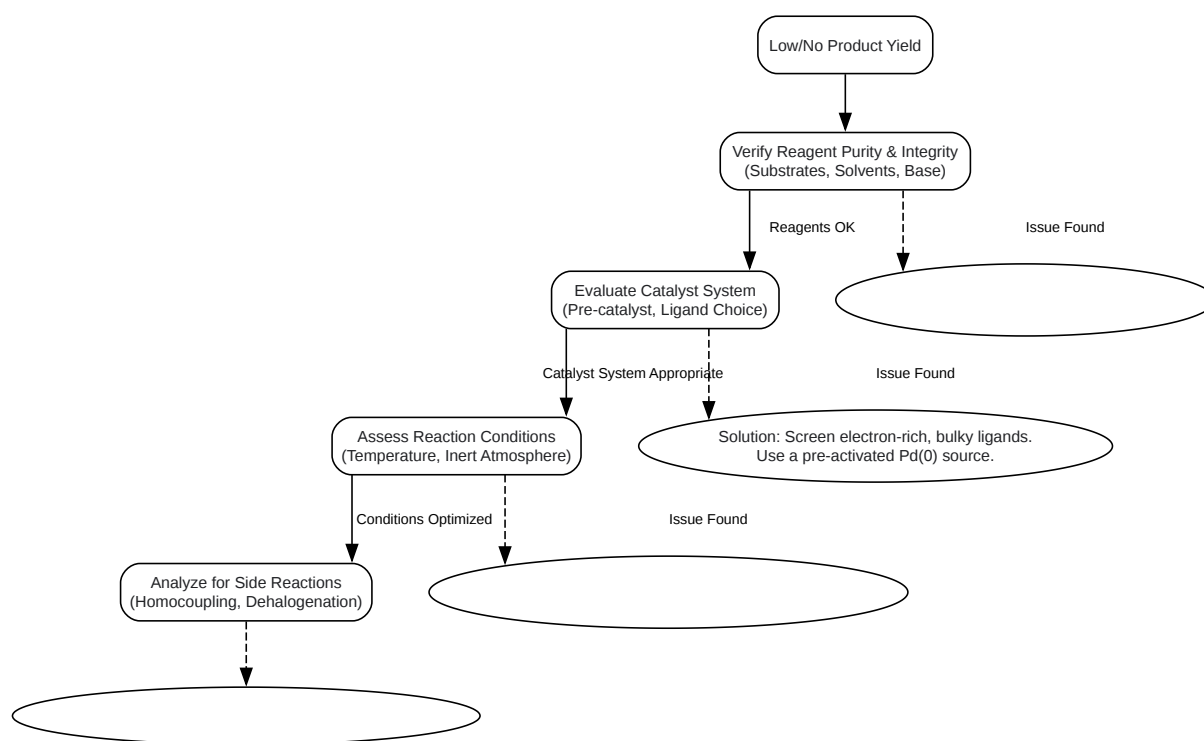 Low/No Product Yield
Verify Reagent Purity & Integrity
(Substrates, Solvents, Base)
Reagents OK
Issue Found
Evaluate Catalyst System
(Pre-catalyst, Ligand Choice)
Catalyst System Appropriate
Issue Found
Assess Reaction Conditions
(Temperature, Inert Atmosphere)
Solution: Screen electron-rich, bulky ligands.
Use a pre-activated Pd(0) source.
Conditions Optimized
Issue Found
Analyze for Side Reactions
(Homocoupling, Dehalogenation)